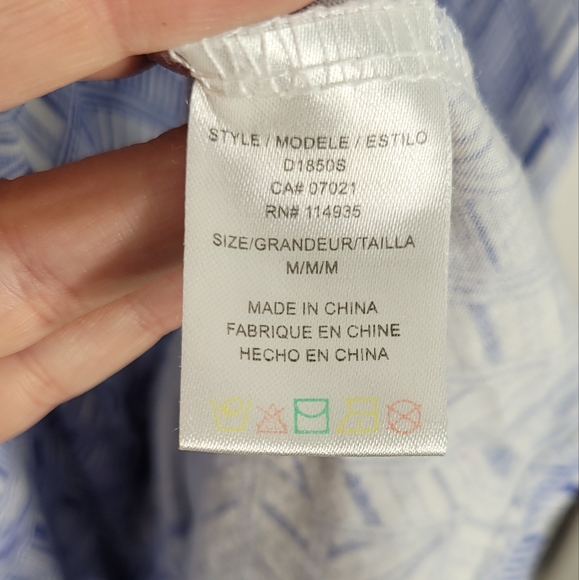 STYLE / MODELE / ESTILO
D1850S
CA# 07021
RN# 114935
SIZE/GRANDEUR/TAILLA
M/M/M
MADE IN CHINA
FABRIQUE EN CHINE
HECHO EN CHINA